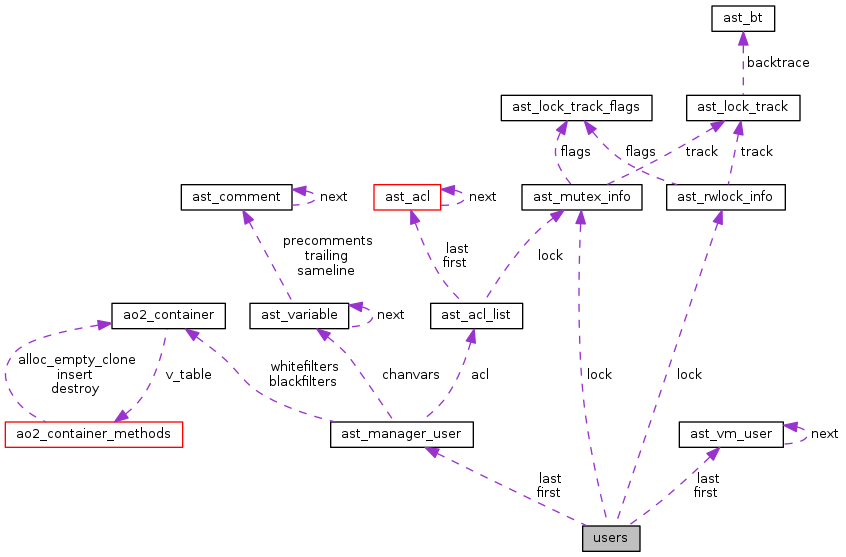 ast_bt
backtrace
ast_lock_track_flags
ast_lock_track
flags
flags
track
track
ast_comment
next
ast_acl
next
ast_mutex_info
ast_rwlock_info
precomments
trailing
sameline
last
first
lock
ao2_container
ast_variable
next
ast_acl_list
alloc_empty_clone
insert
destroy
v_table
whitefilters
blackfilters
chanvars
acl
lock
lock
ao2_container_methods
ast_manager_user
ast_vm_user
next
last
first
last
first
users